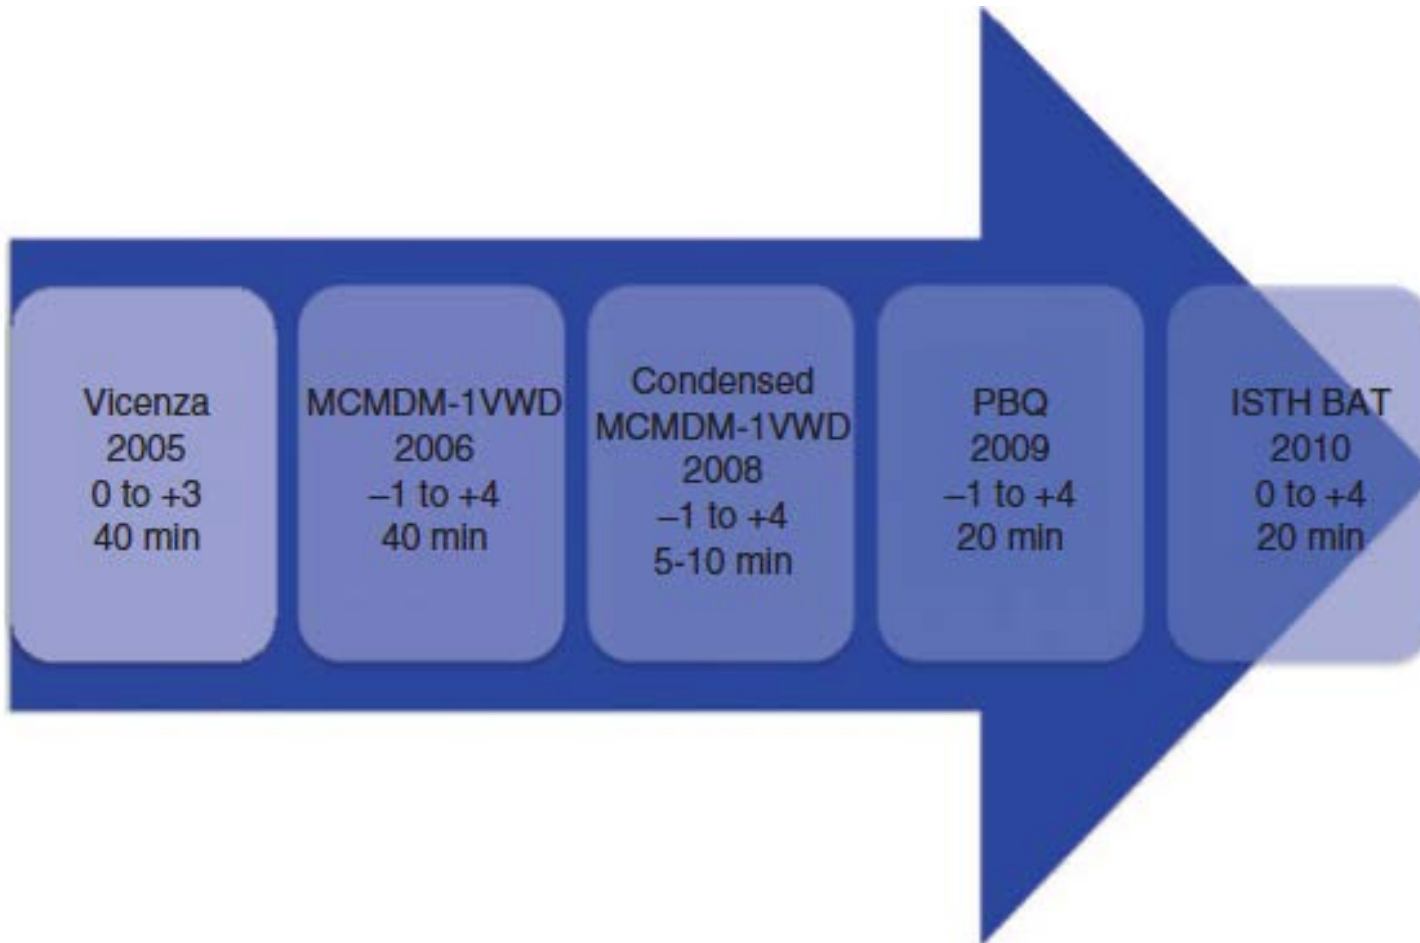 Vicenza
2005
0 to +3
40 min
MCMDM-1VWD
2006
–1 to +4
40 min
Condensed
MCMDM-1VWD
2008
–1 to +4
5-10 min
PBQ
2009
–1 to +4
20 min
ISTH BAT
2010
0 to +4
20 min